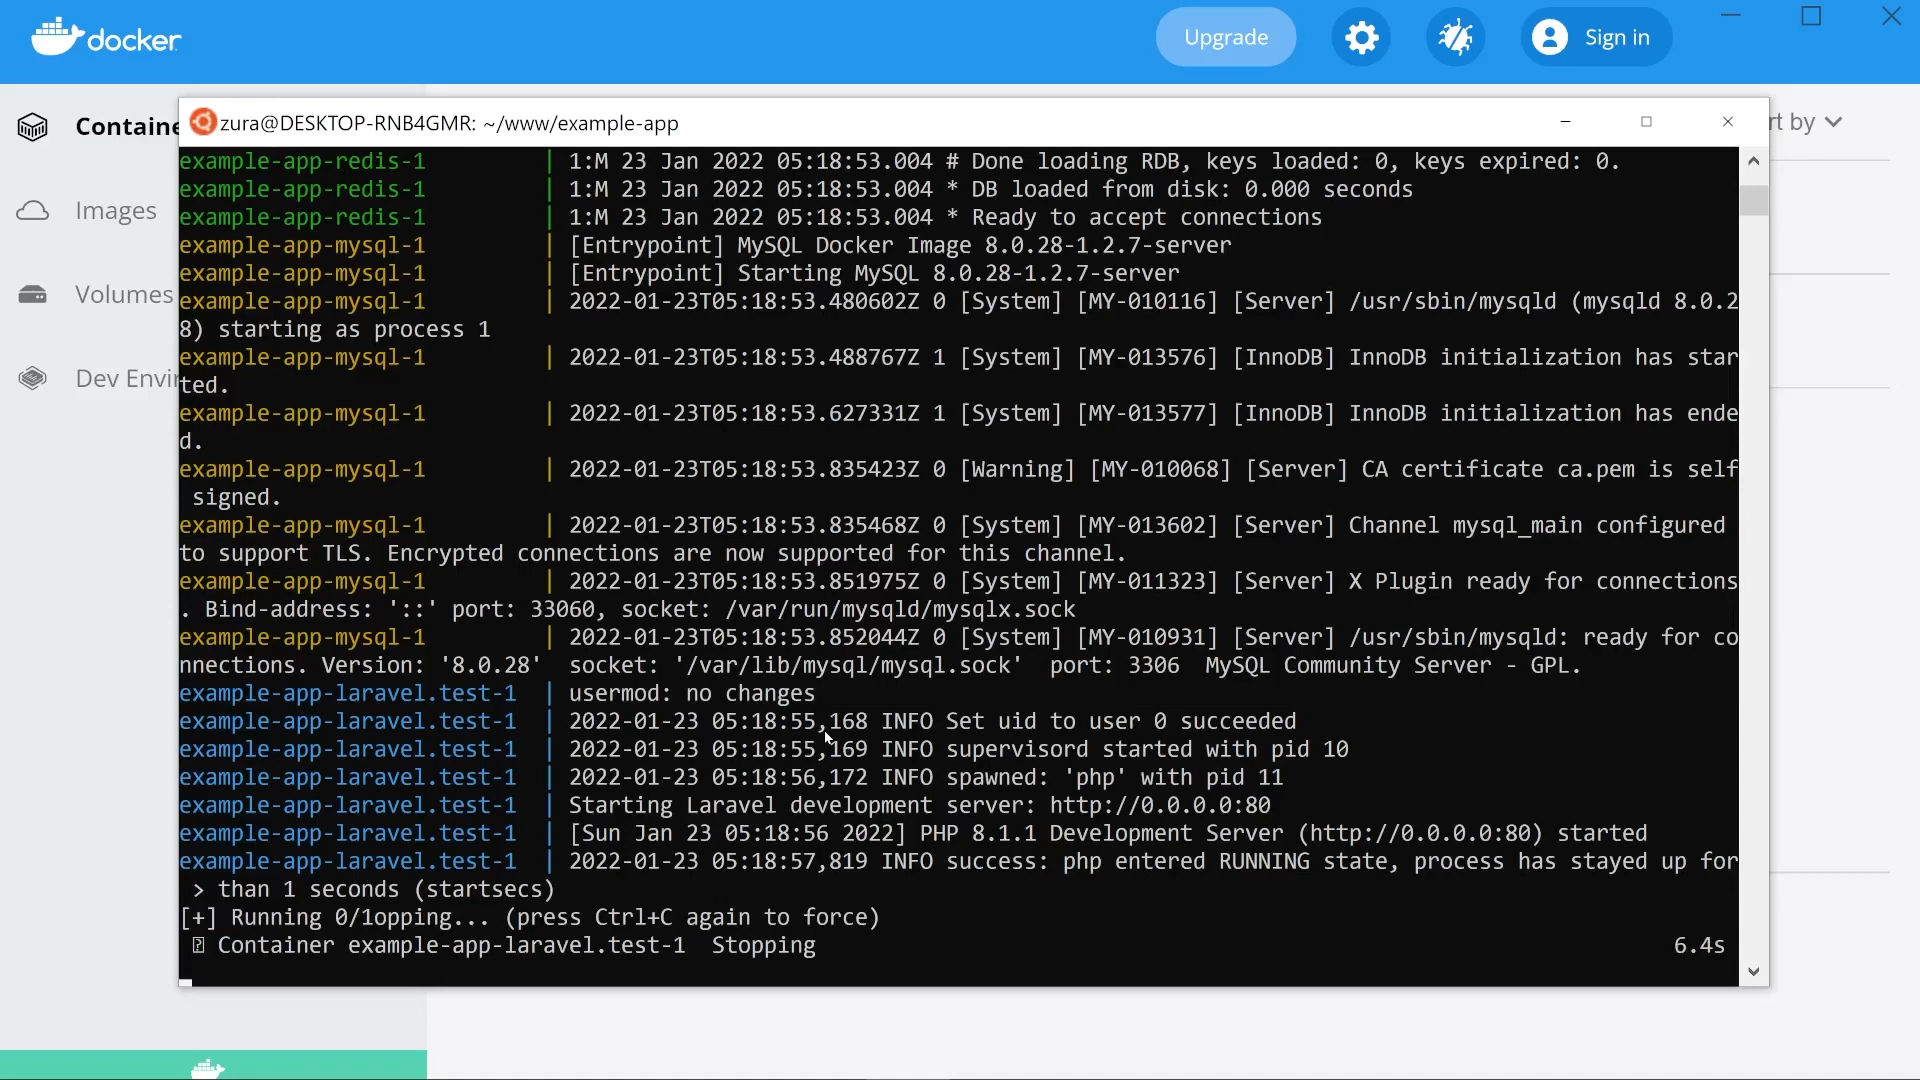 docker
Upgrade
Sign in
Containe
Images
Volumes
Dev Envir
rt by
zura@DESKTOP-RNB4GMR: ~/www/example-app
example-app-redis-1 | 1:M 23 Jan 2022 05:18:53.004 # Done loading RDB, keys loaded: 0, keys expired: 0.
example-app-redis-1 | 1:M 23 Jan 2022 05:18:53.004 * DB loaded from disk: 0.000 seconds
example-app-redis-1 | 1:M 23 Jan 2022 05:18:53.004 * Ready to accept connections
example-app-mysql-1 | [Entrypoint] MySQL Docker Image 8.0.28-1.2.7-server
example-app-mysql-1 | [Entrypoint] Starting MySQL 8.0.28-1.2.7-server
example-app-mysql-1 | 2022-01-23T05:18:53.480602Z 0 [System] [MY-010116] [Server] /usr/sbin/mysqld (mysqld 8.0.2
8) starting as process 1
example-app-mysql-1 | 2022-01-23T05:18:53.488767Z 1 [System] [MY-013576] [InnoDB] InnoDB initialization has star
ted.
example-app-mysql-1 | 2022-01-23T05:18:53.627331Z 1 [System] [MY-013577] [InnoDB] InnoDB initialization has ende
d.
example-app-mysql-1 | 2022-01-23T05:18:53.835423Z 0 [Warning] [MY-010068] [Server] CA certificate ca.pem is self
signed.
example-app-mysql-1 | 2022-01-23T05:18:53.835468Z 0 [System] [MY-013602] [Server] Channel mysql_main configured
to support TLS. Encrypted connections are now supported for this channel.
example-app-mysql-1 | 2022-01-23T05:18:53.851975Z 0 [System] [MY-011323] [Server] X Plugin ready for connections
. Bind-address: '::' port: 33060, socket: /var/run/mysqld/mysqlx.sock
example-app-mysql-1 | 2022-01-23T05:18:53.852044Z 0 [System] [MY-010931] [Server] /usr/sbin/mysqld: ready for co
nnections. Version: '8.0.28' socket: '/var/lib/mysql/mysql.sock' port: 3306 MySQL Community Server - GPL.
example-app-laravel.test-1 | usermod: no changes
example-app-laravel.test-1 | 2022-01-23 05:18:55,168 INFO Set uid to user 0 succeeded
example-app-laravel.test-1 | 2022-01-23 05:18:55,169 INFO supervisord started with pid 10
example-app-laravel.test-1 | 2022-01-23 05:18:56,172 INFO spawned: 'php' with pid 11
example-app-laravel.test-1 | Starting Laravel development server: http://0.0.0.0:80
example-app-laravel.test-1 | [Sun Jan 23 05:18:56 2022] PHP 8.1.1 Development Server (http://0.0.0.0:80) started
example-app-laravel.test-1 | 2022-01-23 05:18:57,819 INFO success: php entered RUNNING state, process has stayed up for
> than 1 seconds (startsecs)
[+] Running 0/1opping... (press Ctrl+C again to force)
Container example-app-laravel.test-1 Stopping 6.4s